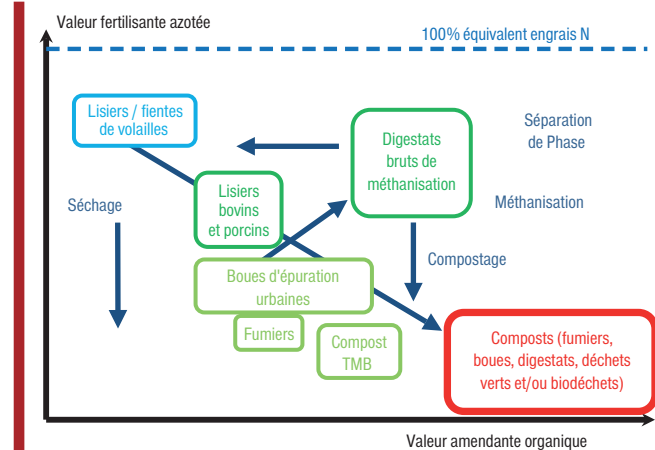 Valeur fertilisante azotée
100% équivalent engrais N
Lisiers / fientes
de volailles
Digestats
bruts de
méthanisation
Séparation
de Phase
Lisiers
bovins
et porcins
Séchage
Méthanisation
Compostage
Boues d'épuration
urbaines
Fumiers
Compost
TMB
Composts (fumiers,
boues, digestats, déchets
verts et/ou biodéchets)
Valeur amendante organique